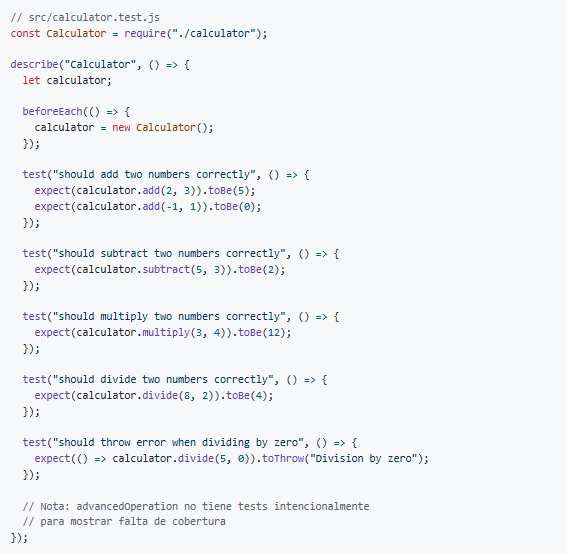 // src/calculator.test.js
const Calculator = require("./calculator");

describe("Calculator", () => {
  let calculator;

  beforeEach(() => {
    calculator = new Calculator();
  });

  test("should add two numbers correctly", () => {
    expect(calculator.add(2, 3)).toBe(5);
    expect(calculator.add(-1, 1)).toBe(0);
  });

  test("should subtract two numbers correctly", () => {
    expect(calculator.subtract(5, 3)).toBe(2);
  });

  test("should multiply two numbers correctly", () => {
    expect(calculator.multiply(3, 4)).toBe(12);
  });

  test("should divide two numbers correctly", () => {
    expect(calculator.divide(8, 2)).toBe(4);
  });

  test("should throw error when dividing by zero", () => {
    expect(() => calculator.divide(5, 0)).toThrow("Division by zero");
  });

  // Nota: advancedOperation no tiene tests intencionalmente
  // para mostrar falta de cobertura
});